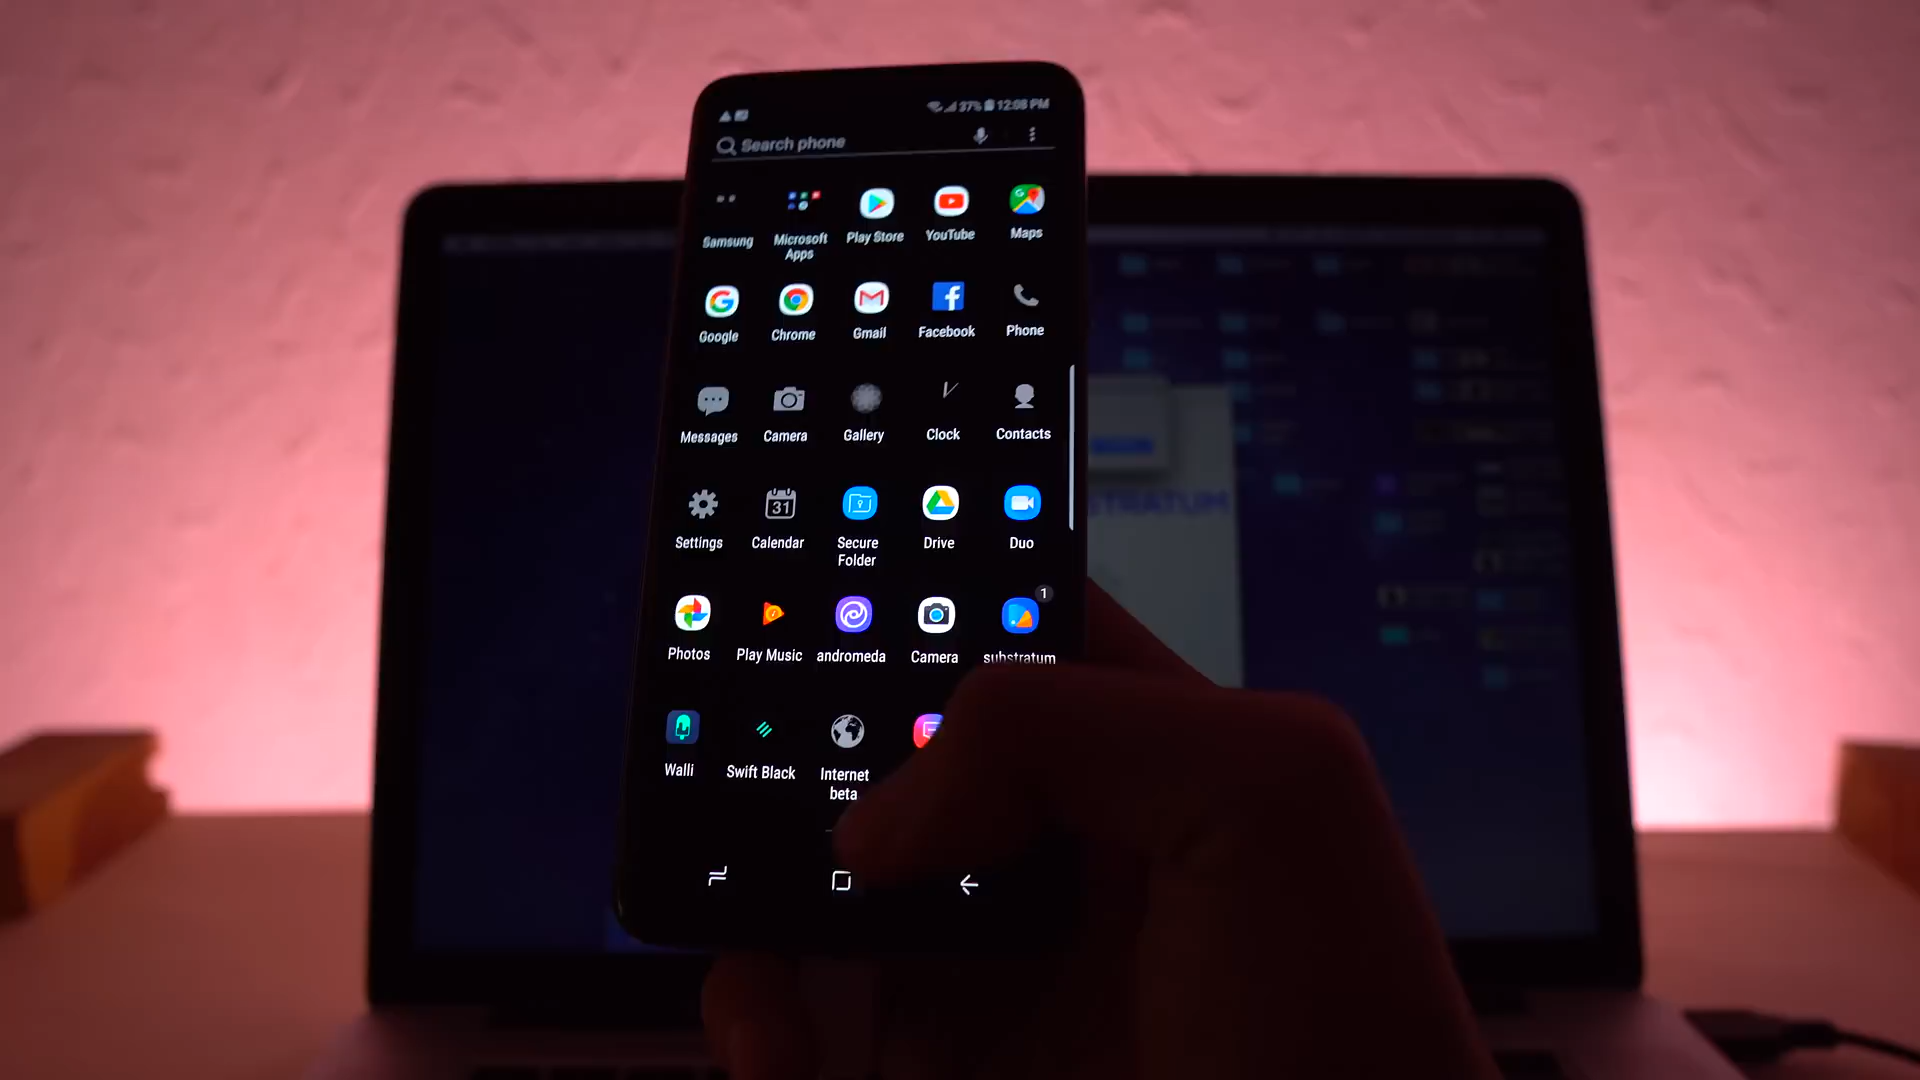 37% 12:08 PM
Search phone
Samsung
Microsoft
Apps
Play Store
YouTube
Maps
Google
Chrome
Gmail
Facebook
Phone
Messages
Camera
Gallery
Clock
Contacts
31
Settings
Calendar
Secure
Folder
Drive
Duo
1
Photos
Play Music
andromeda
Camera
substratum
Walli
Swift Black
Internet
beta
STRATUM